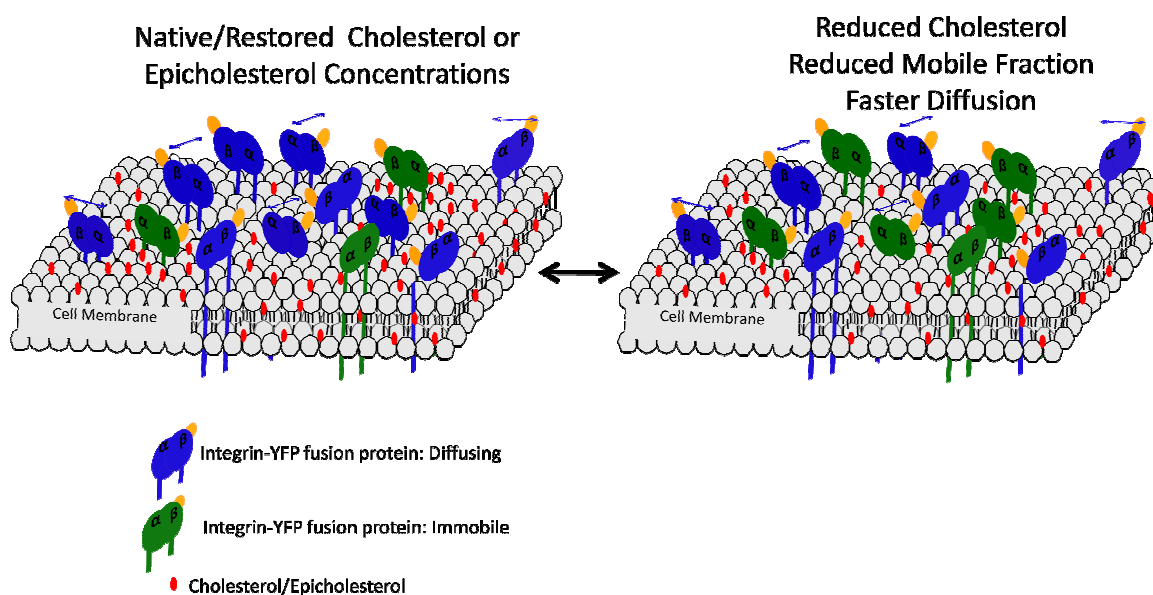 Native/Restored Cholesterol or
Epicholesterol Concentrations
Reduced Cholesterol
Reduced Mobile Fraction
Faster Diffusion
β α
α β
β α
β α
α β
β α
α β
α β
α β
β α
α β
α β
α β
β α
Cell Membrane
β α
α β
β α
β α
α β
β α
α β
α β
α β
β α
α β
α β
α β
β α
Cell Membrane
α β
Integrin-YFP fusion protein: Diffusing
α β
Integrin-YFP fusion protein: Immobile
Cholesterol/Epicholesterol